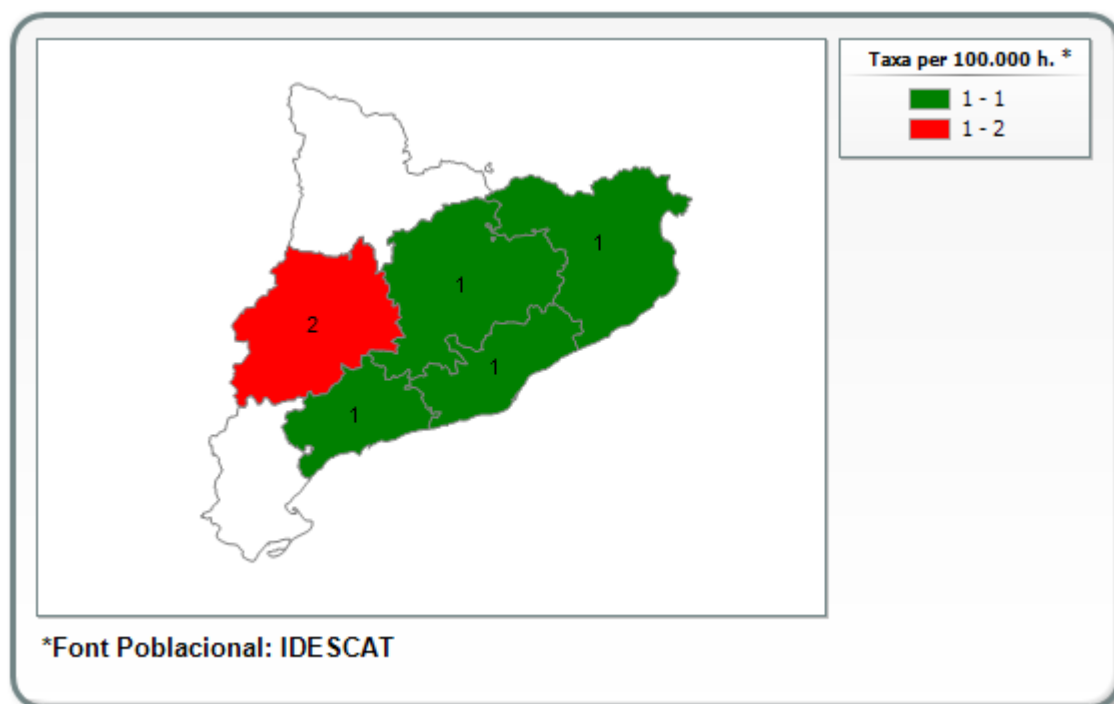 Taxa per 100.000 h. *
1 - 1
1 - 2
1
1
2
1
1
*Font Poblacional: IDESCAT